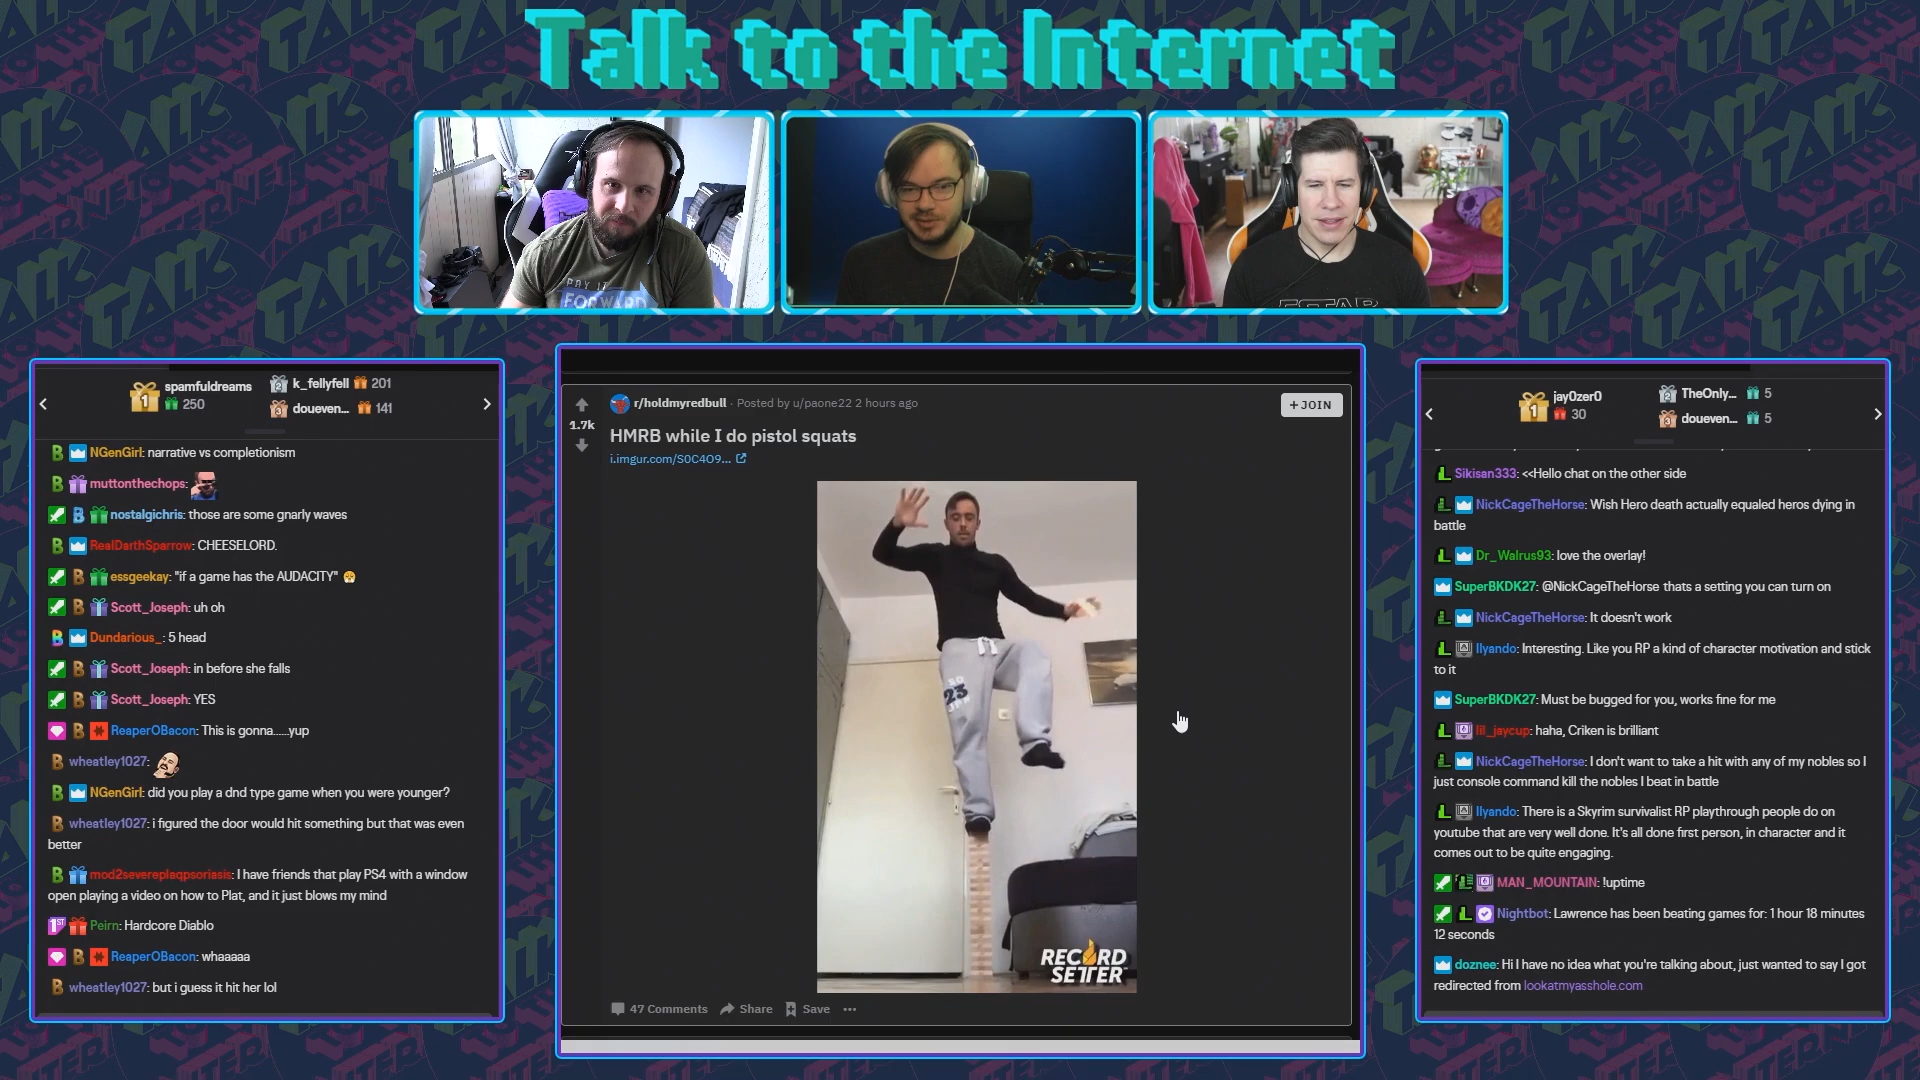 Talk to the Internet
PAY IT
FORWARD
spamfuldreams
250
k_fellyfell 201
doueven... 141
NGenGirl: narrative vs completionism
muttonthechops:
nostalgichris: those are some gnarly waves
RealDarthSparrow: CHEESELORD.
essgeekay: "if a game has the AUDACITY"
Scott_Joseph: uh oh
Dundarious_: 5 head
Scott_Joseph: in before she falls
Scott_Joseph: YES
ReaperOBacon: This is gonna......yup
wheatley1027:
NGenGirl: did you play a dnd type game when you were younger?
wheatley1027: i figured the door would hit something but that was even
better
mod2severeplaqpsoriasis: I have friends that play PS4 with a window
open playing a video on how to Plat, and it just blows my mind
Peirn: Hardcore Diablo
ReaperOBacon: whaaaaa
wheatley1027: but i guess it hit her lol
r/holdmyredbull · Posted by u/paone22 2 hours ago
+ JOIN
1.7k
HMRB while I do pistol squats
i.imgur.com/S0C4O9...
23
RECORD
SETTER
47 Comments Share Save ...
jay0zer0
30
TheOnly... 5
doueven... 5
Sikisan333: <<Hello chat on the other side
NickCageTheHorse: Wish Hero death actually equaled heros dying in
battle
Dr_Walrus93: love the overlay!
SuperBKDK27: @NickCageTheHorse thats a setting you can turn on
NickCageTheHorse: It doesn't work
Ilyando: Interesting. Like you RP a kind of character motivation and stick
to it
SuperBKDK27: Must be bugged for you, works fine for me
lil_jaycup: haha, Criken is brilliant
NickCageTheHorse: I don't want to take a hit with any of my nobles so I
just console command kill the nobles I beat in battle
Ilyando: There is a Skyrim survivalist RP playthrough people do on
youtube that are very well done. It's all done first person, in character and it
comes out to be quite engaging.
MAN_MOUNTAIN: !uptime
Nightbot: Lawrence has been beating games for: 1 hour 18 minutes
12 seconds
doznee: Hi I have no idea what you're talking about, just wanted to say I got
redirected from lookatmyasshole.com